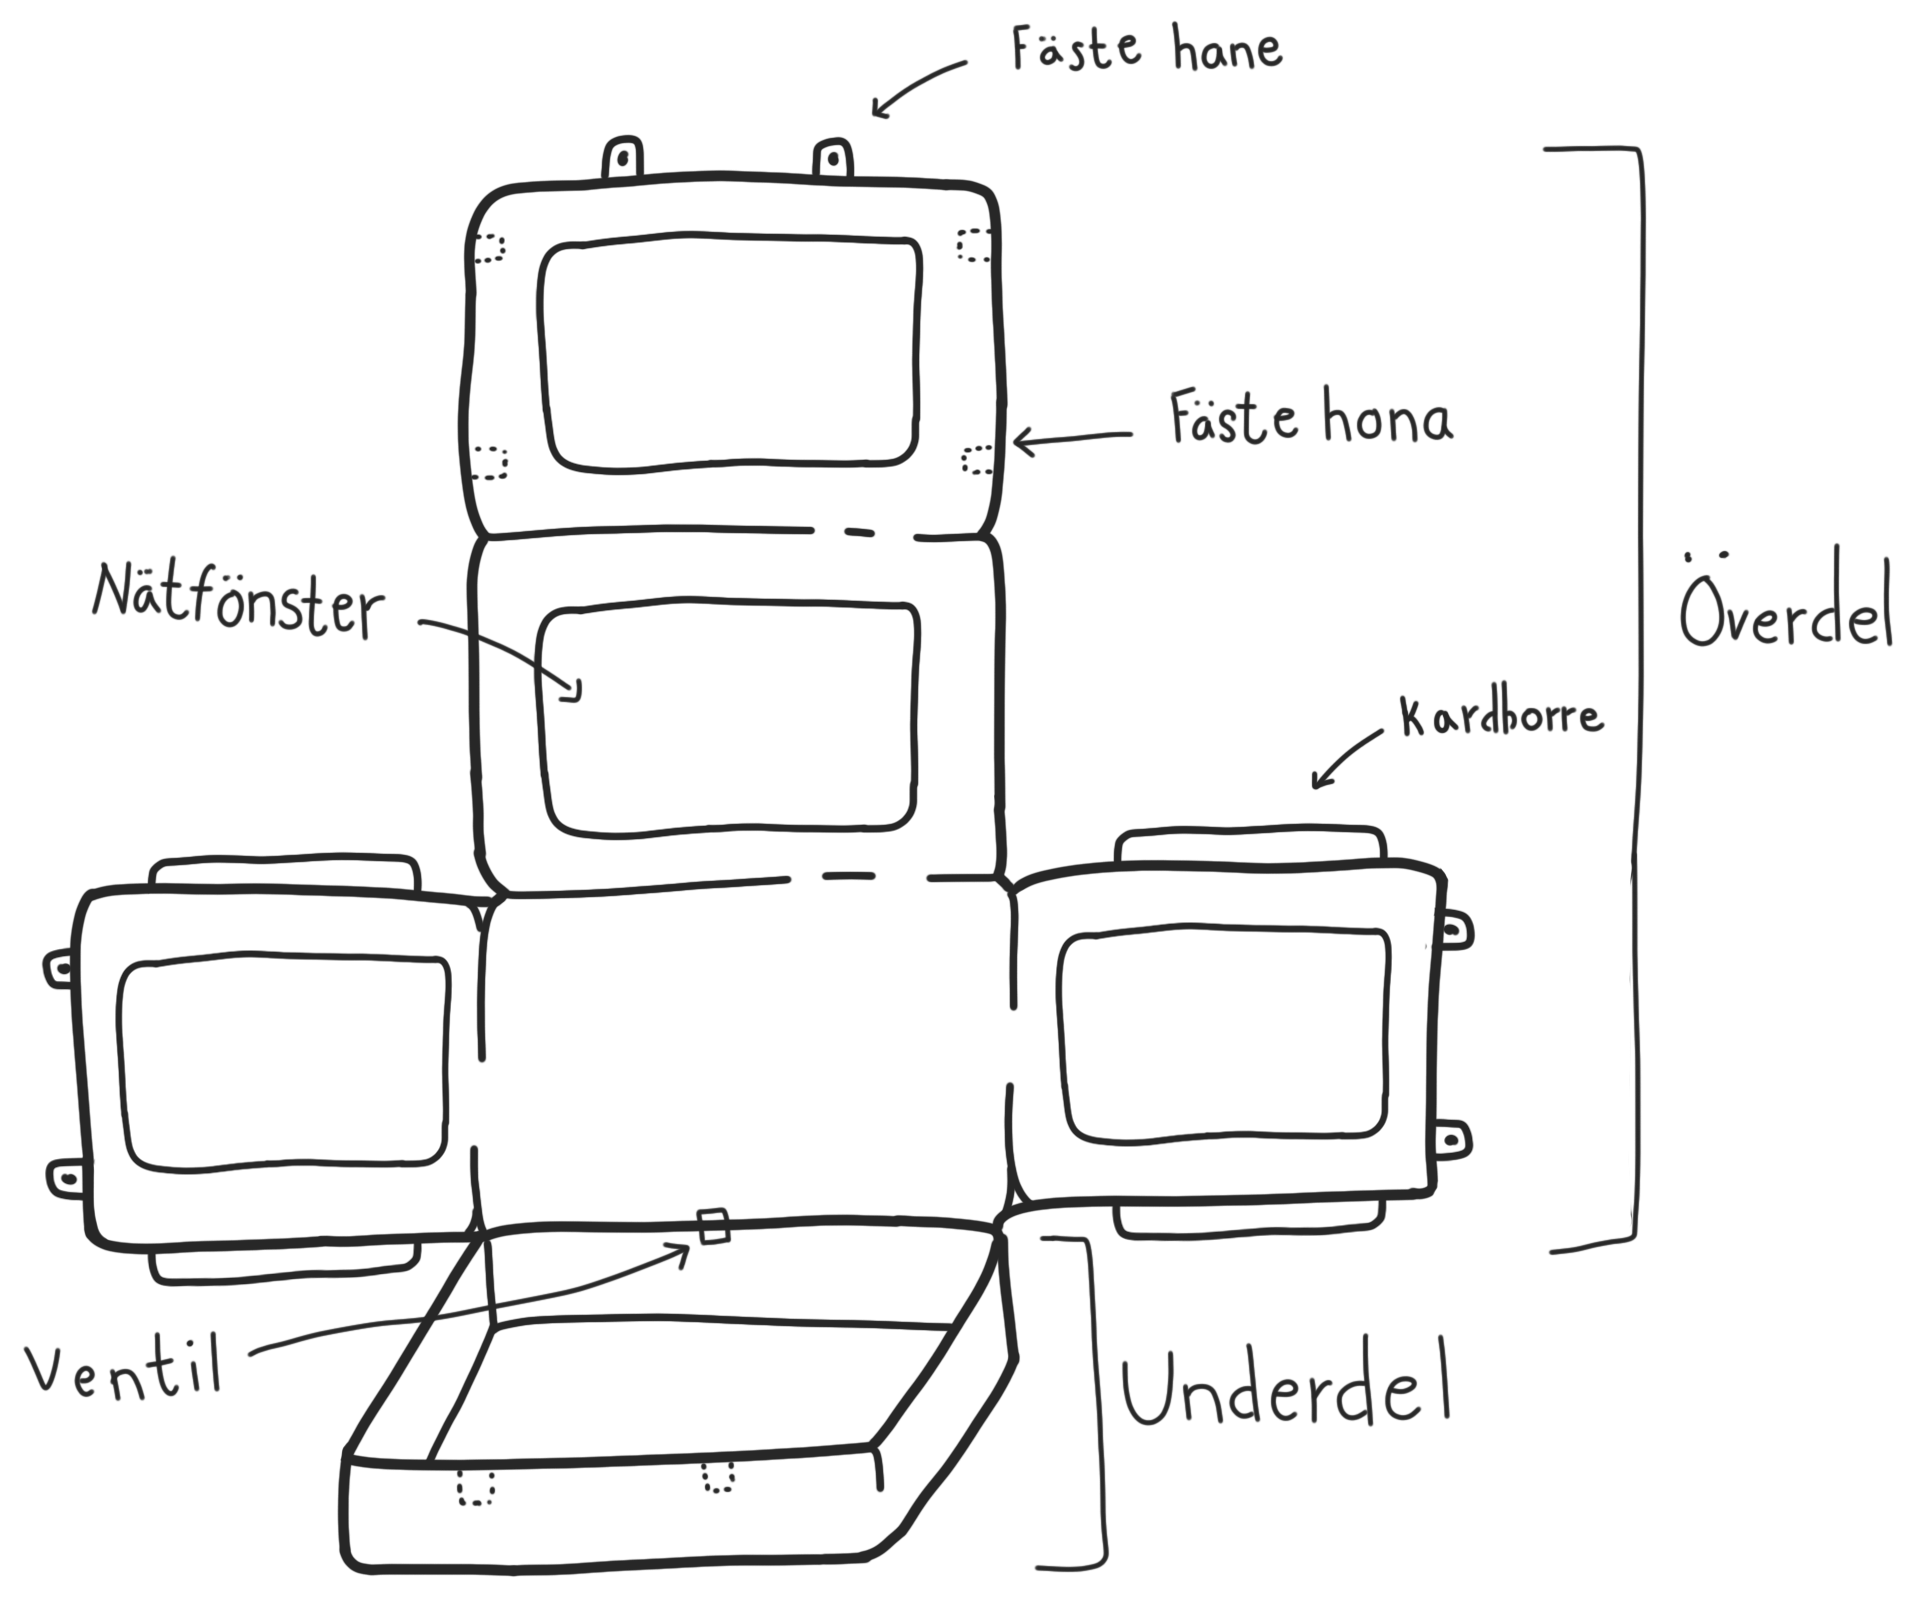 Fäste hane
Fäste hona
Nätfönster
Överdel
Kardborre
Ventil
Underdel